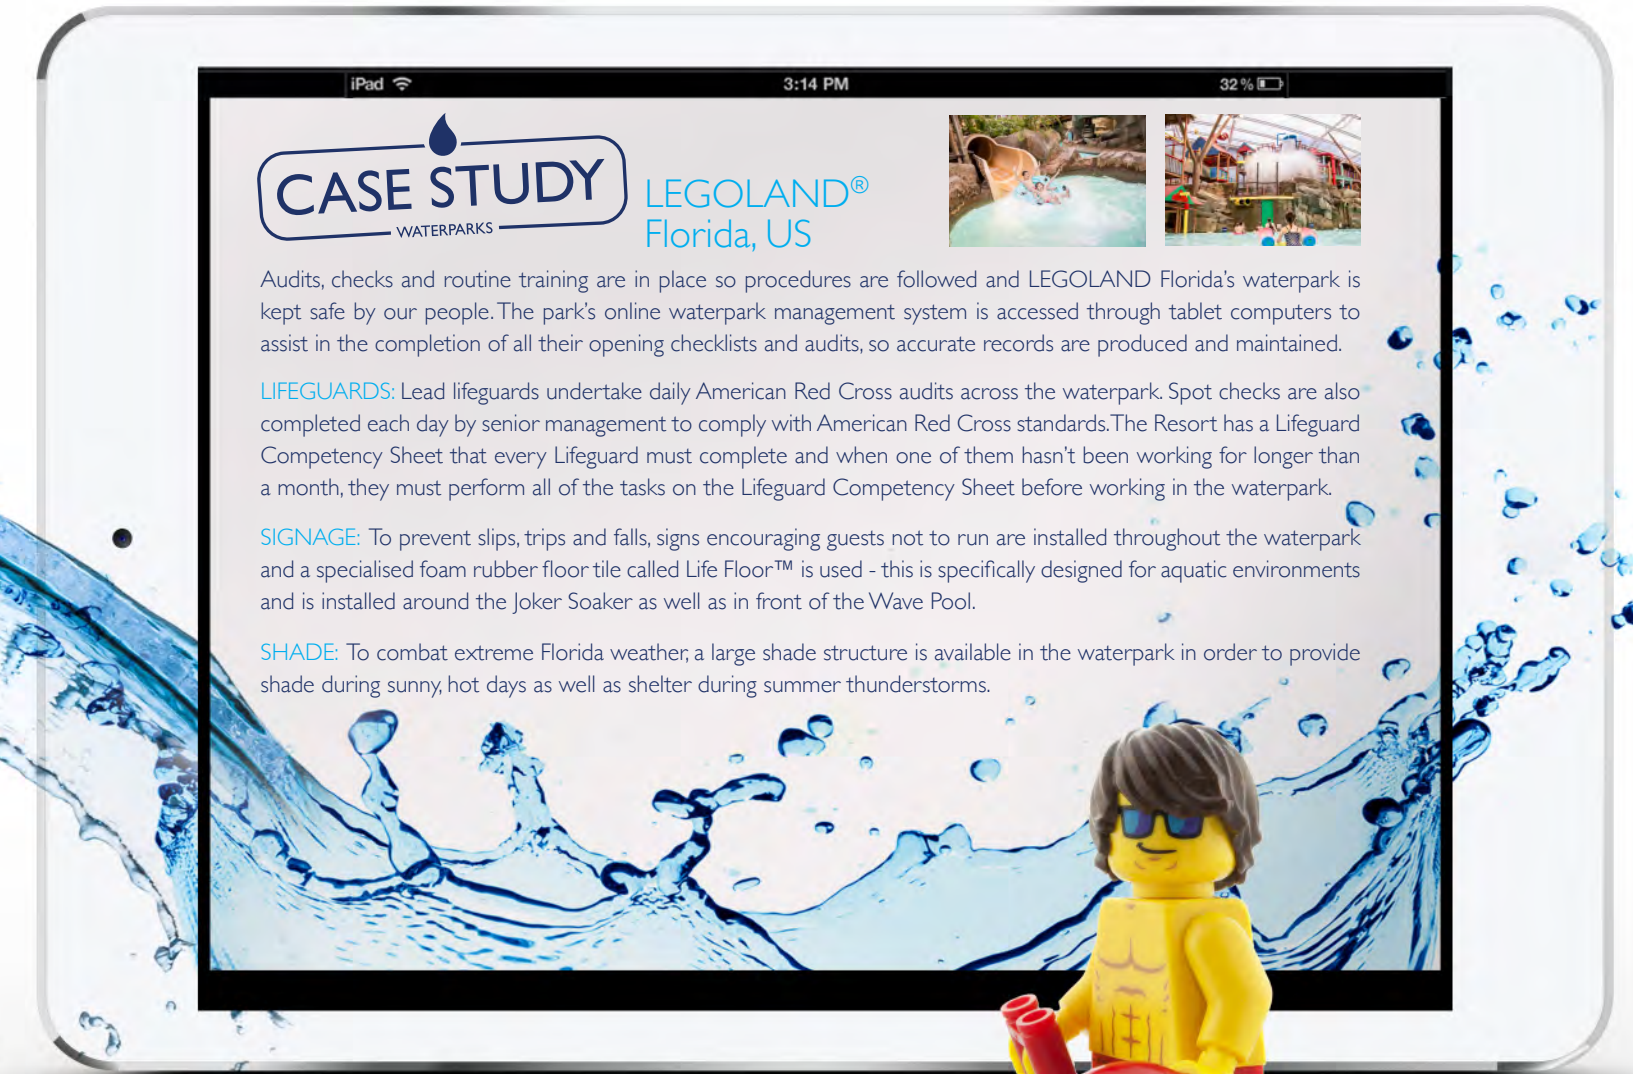 iPad 3:14 PM 32%
CASE STUDY
WATERPARKS
LEGOLAND®
Florida, US
Audits, checks and routine training are in place so procedures are followed and LEGOLAND Florida’s waterpark is
kept safe by our people. The park’s online waterpark management system is accessed through tablet computers to
assist in the completion of all their opening checklists and audits, so accurate records are produced and maintained.
LIFEGUARDS: Lead lifeguards undertake daily American Red Cross audits across the waterpark. Spot checks are also
completed each day by senior management to comply with American Red Cross standards. The Resort has a Lifeguard
Competency Sheet that every Lifeguard must complete and when one of them hasn’t been working for longer than
a month, they must perform all of the tasks on the Lifeguard Competency Sheet before working in the waterpark.
SIGNAGE: To prevent slips, trips and falls, signs encouraging guests not to run are installed throughout the waterpark
and a specialised foam rubber floor tile called Life Floor™ is used - this is specifically designed for aquatic environments
and is installed around the Joker Soaker as well as in front of the Wave Pool.
SHADE: To combat extreme Florida weather, a large shade structure is available in the waterpark in order to provide
shade during sunny, hot days as well as shelter during summer thunderstorms.